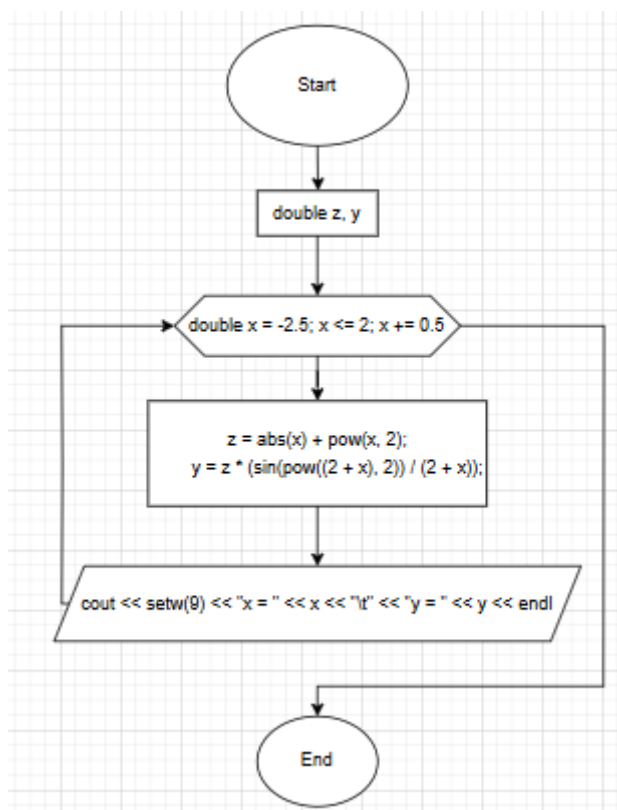 Start
double z, y
double x = -2.5; x <= 2; x += 0.5
z = abs(x) + pow(x, 2);
y = z * (sin(pow((2 + x), 2)) / (2 + x));
cout << setw(9) << "x = " << x << "\t" << "y = " << y << endl
End